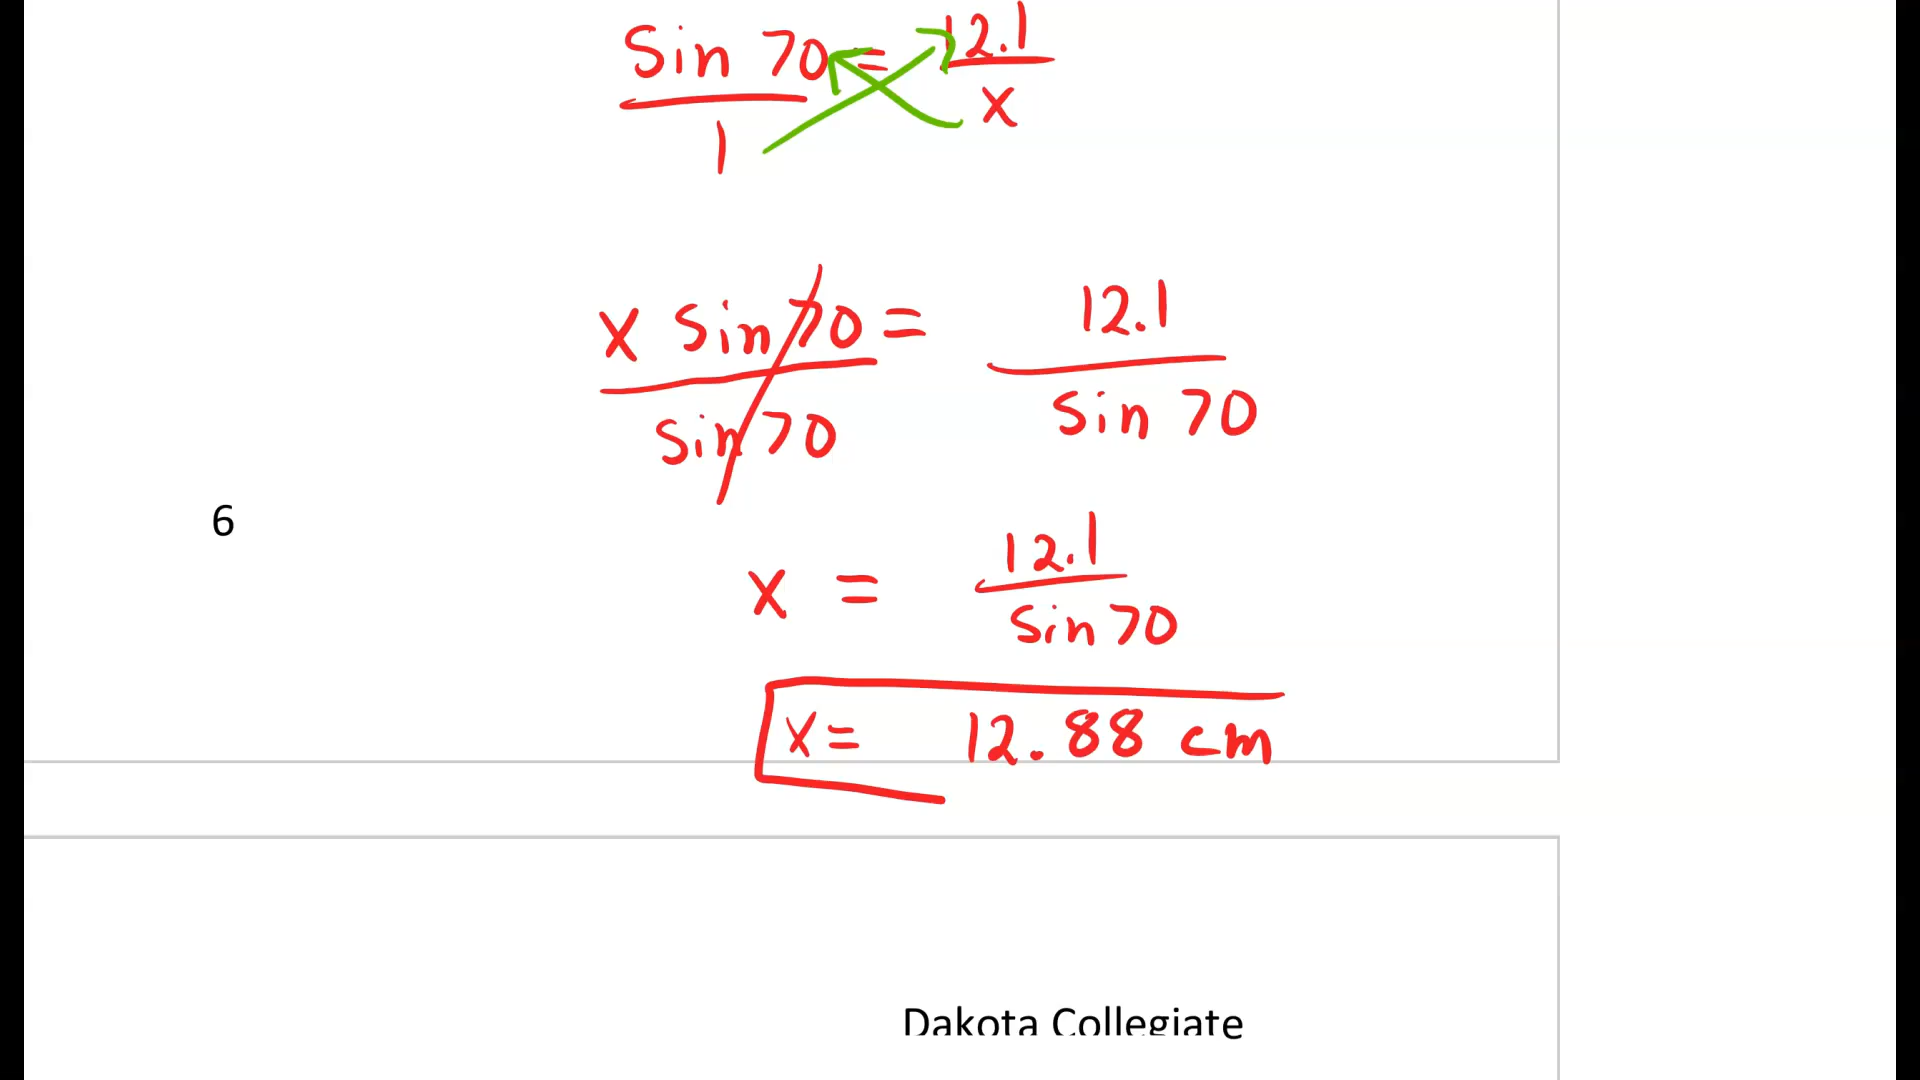 Sin 70 = 12.1
1 x
x sin 70 = 12.1
sin 70 sin 70
6
x = 12.1
sin 70
x = 12.88 cm
Dakota Collegiate